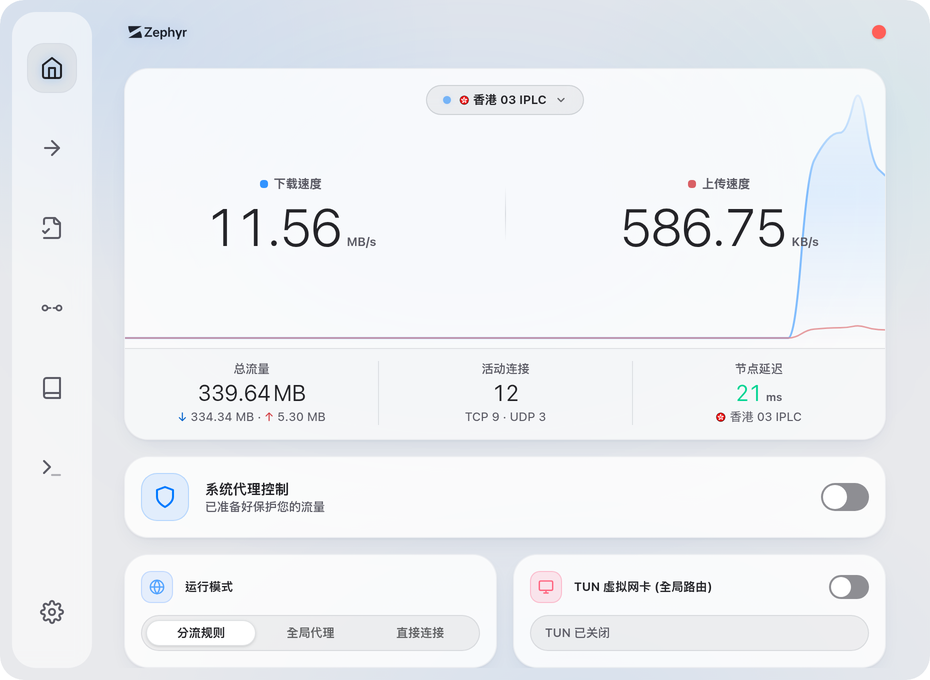 Zephyr
香港 03 IPLC
下载速度
11.56 MB/s
上传速度
586.75 KB/s
总流量
339.64 MB
↓ 334.34 MB · ↑ 5.30 MB
活动连接
12
TCP 9 · UDP 3
节点延迟
21 ms
香港 03 IPLC
系统代理控制
已准备好保护您的流量
运行模式
分流规则 全局代理 直接连接
TUN 虚拟网卡 (全局路由)
TUN 已关闭